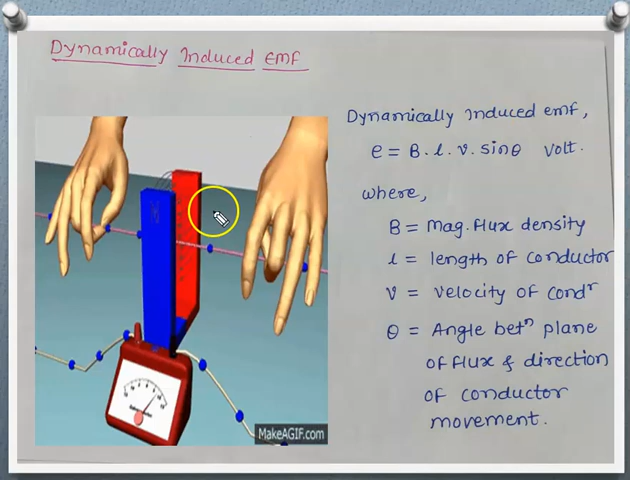 Dynamically Induced EMF
Dynamically Induced emf,
e = B . l . v . sinθ Volt.
where,
B = Mag. flux density
l = length of conductor
v = velocity of condr
θ = Angle betn plane
of flux & direction
of conductor
movement.
MakeAGIF.com